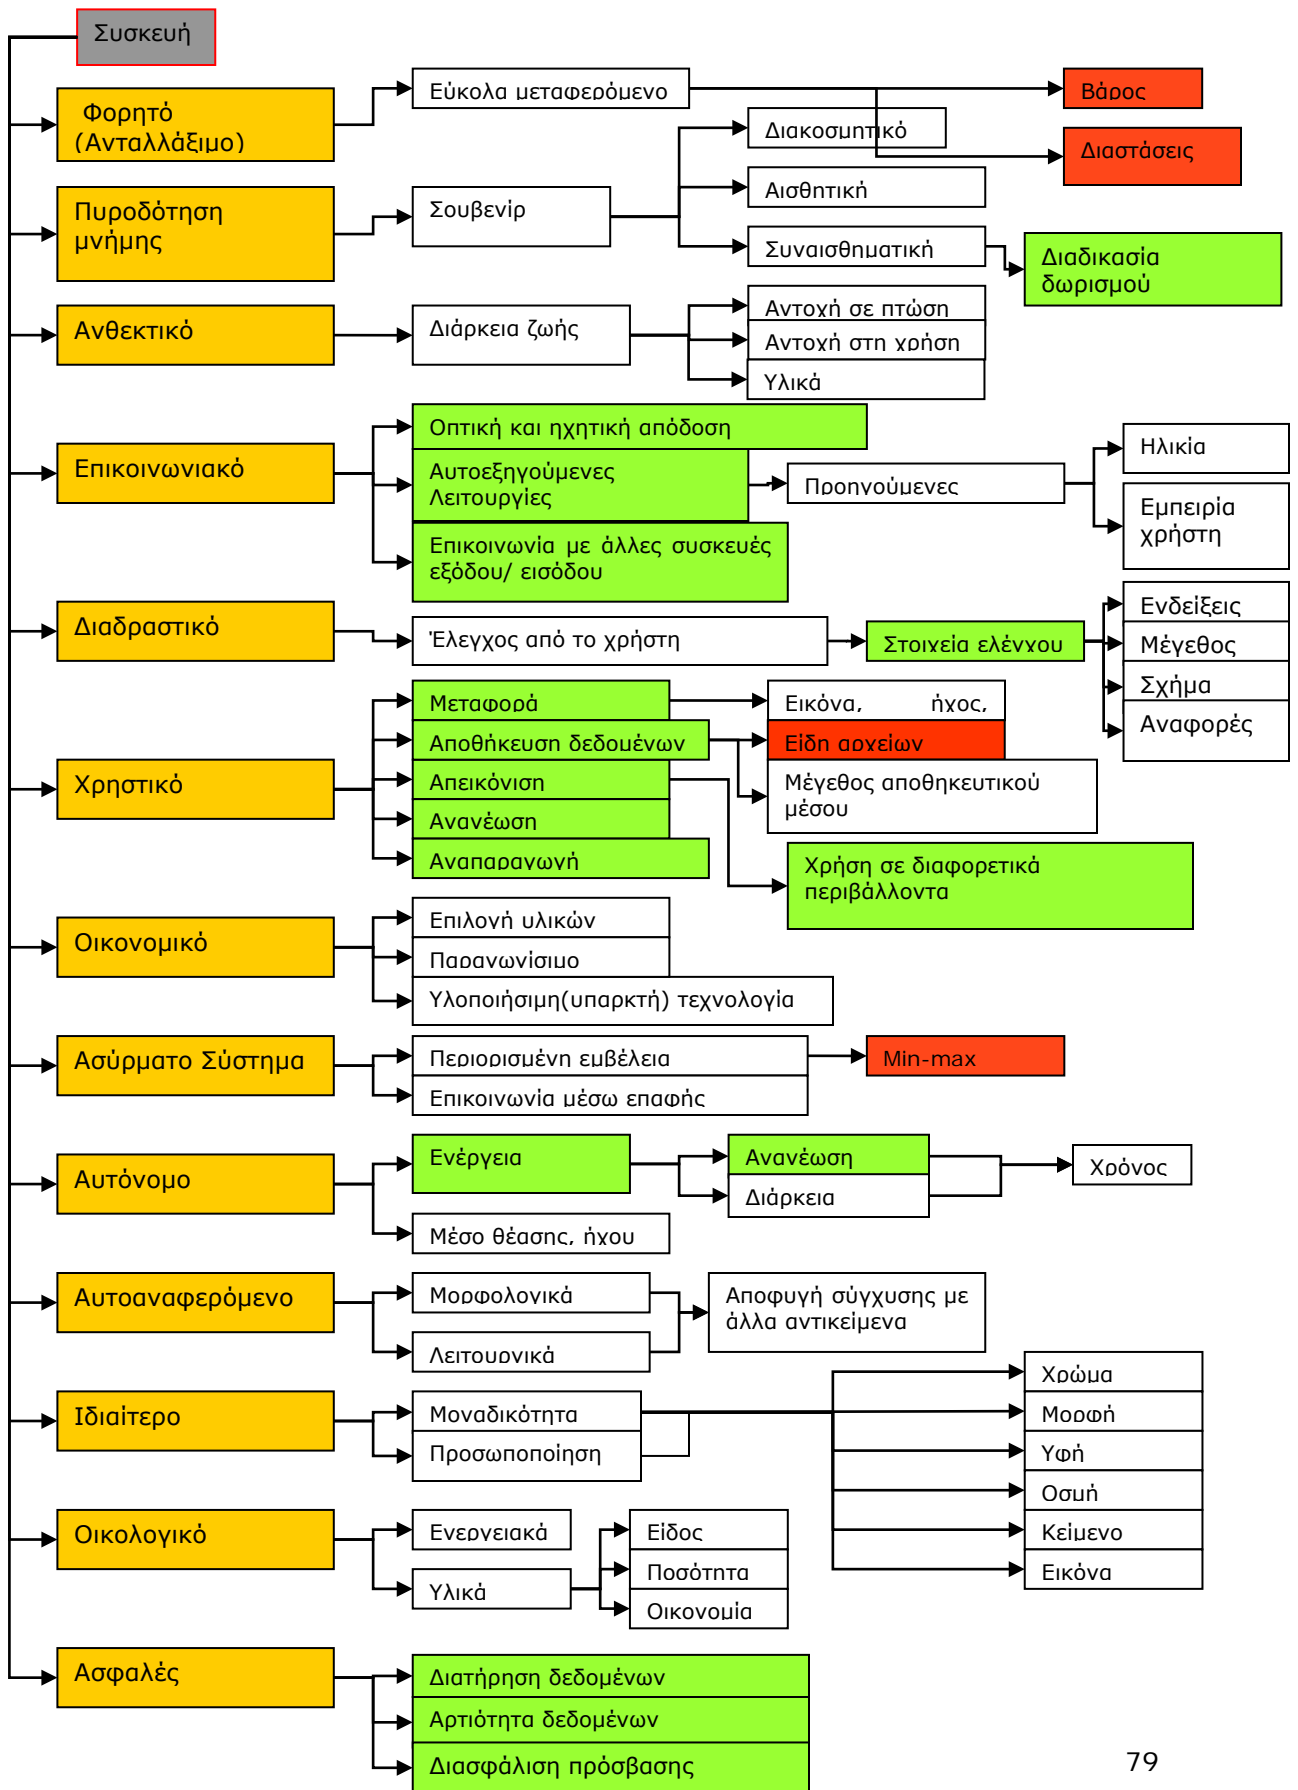 Συσκευή
Φορητό
(Ανταλλάξιμο)
Εύκολα μεταφερόμενο
Βάρος
Διαστάσεις
Πυροδότηση
μνήμης
Σουβενίρ
Διακοσμητικό
Αισθητική
Συναισθηματική
Διαδικασία
δωρισμού
Ανθεκτικό
Διάρκεια ζωής
Αντοχή σε πτώση
Αντοχή στη χρήση
Υλικά
Επικοινωνιακό
Οπτική και ηχητική απόδοση
Αυτοεξηγούμενες
Λειτουργίες
Προηγούμενες
Ηλικία
Εμπειρία
χρήστη
Επικοινωνία με άλλες συσκευές
εξόδου/ εισόδου
Διαδραστικό
Έλεγχος από το χρήστη
Στοιχεία ελέγχου
Ενδείξεις
Μέγεθος
Σχήμα
Αναφορές
Χρηστικό
Μεταφορά
Εικόνα, ήχος,
Αποθήκευση δεδομένων
Είδη αρχείων
Μέγεθος αποθηκευτικού
μέσου
Απεικόνιση
Ανανέωση
Αναπαραγωγή
Χρήση σε διαφορετικά
περιβάλλοντα
Οικονομικό
Επιλογή υλικών
Παραγωγίσιμο
Υλοποιήσιμη(υπαρκτή) τεχνολογία
Ασύρματο Σύστημα
Περιορισμένη εμβέλεια
Min-max
Επικοινωνία μέσω επαφής
Αυτόνομο
Ενέργεια
Ανανέωση
Διάρκεια
Χρόνος
Μέσο θέασης, ήχου
Αυτοαναφερόμενο
Μορφολογικά
Λειτουργικά
Αποφυγή σύγχυσης με
άλλα αντικείμενα
Ιδιαίτερο
Μοναδικότητα
Προσωποποίηση
Χρώμα
Μορφή
Υφή
Οσμή
Κείμενο
Εικόνα
Οικολογικό
Ενεργειακά
Υλικά
Είδος
Ποσότητα
Οικονομία
Ασφαλές
Διατήρηση δεδομένων
Αρτιότητα δεδομένων
Διασφάλιση πρόσβασης
79